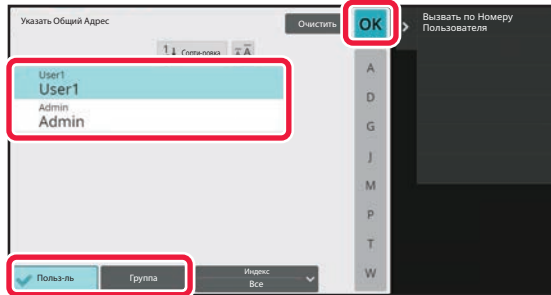 Указать Общий Адрес
Очистить
OK
Вызвать по Номеру
Пользователя
Сорти-ровка
User1
User1
Admin
Admin
A
D
G
J
M
P
T
W
Польз-ль
Группа
Индекс
Все